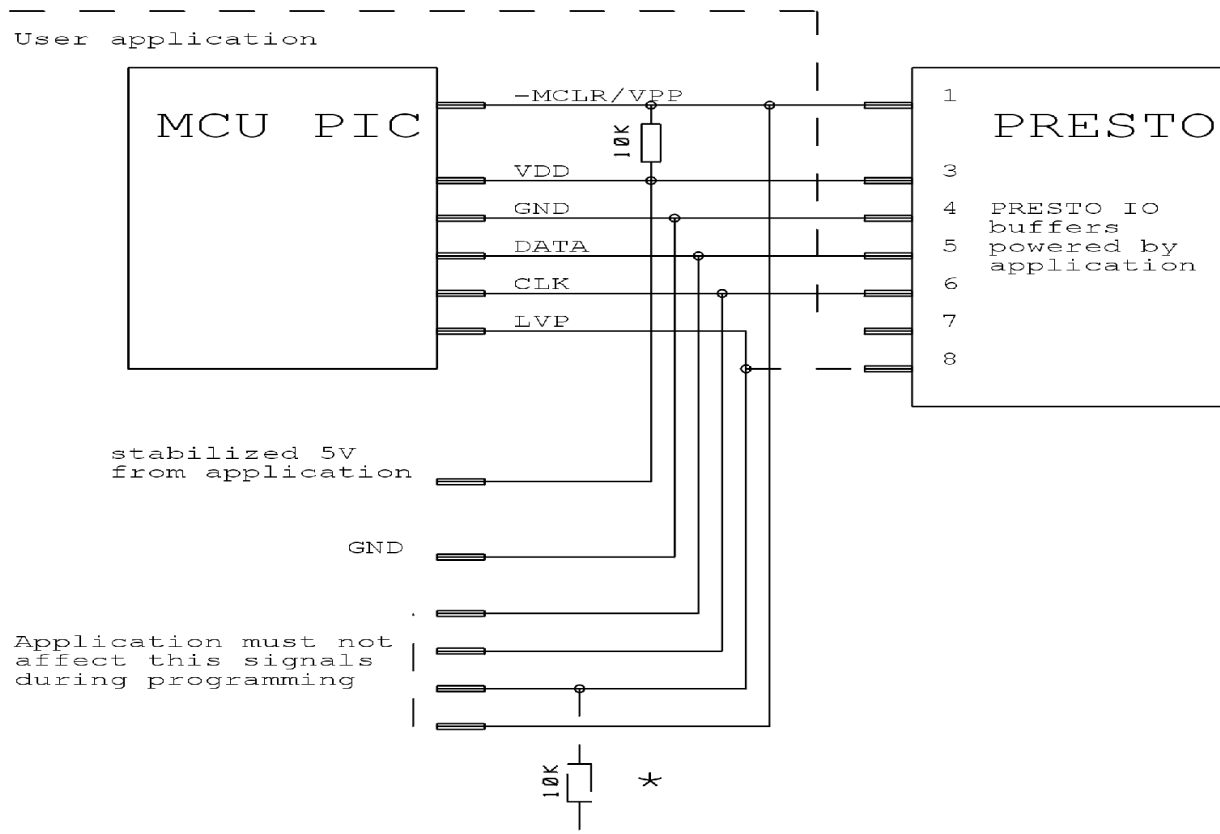 User application
-MCLR/VPP
1
MCU PIC
10K
PRESTO
VDD
3
GND
4
PRESTO IO
buffers
DATA
5
powered by
application
CLK
6
LVP
7
8
stabilized 5V
from application
GND
Application must not
affect this signals
during programming
10K
*